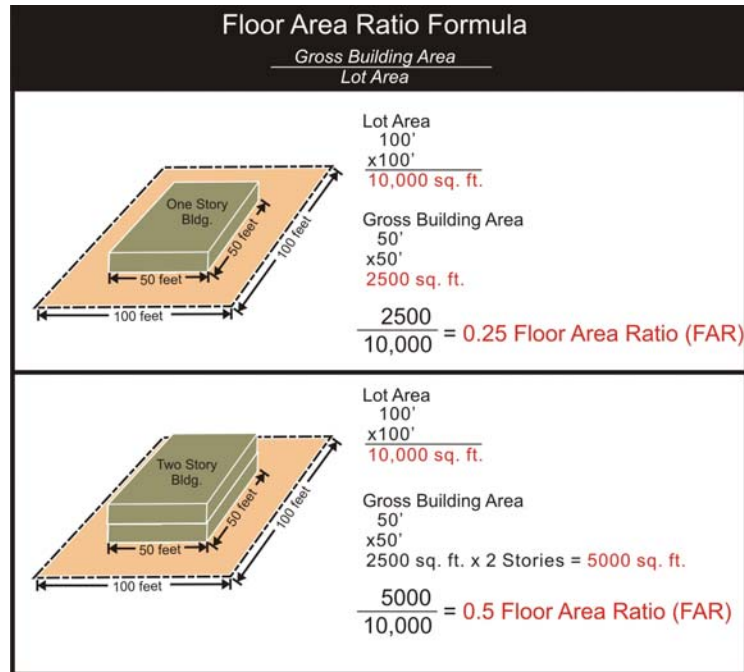 Floor Area Ratio Formula
Gross Building Area
Lot Area
One Story
Bldg.
50 feet
50 feet
100 feet
100 feet
Lot Area
100'
x100'
10,000 sq. ft.
Gross Building Area
50'
x50'
2500 sq. ft.
2500
10,000
= 0.25 Floor Area Ratio (FAR)
Two Story
Bldg.
50 feet
50 feet
100 feet
100 feet
Lot Area
100'
x100'
10,000 sq. ft.
Gross Building Area
50'
x50'
2500 sq. ft. x 2 Stories = 5000 sq. ft.
5000
10,000
= 0.5 Floor Area Ratio (FAR)